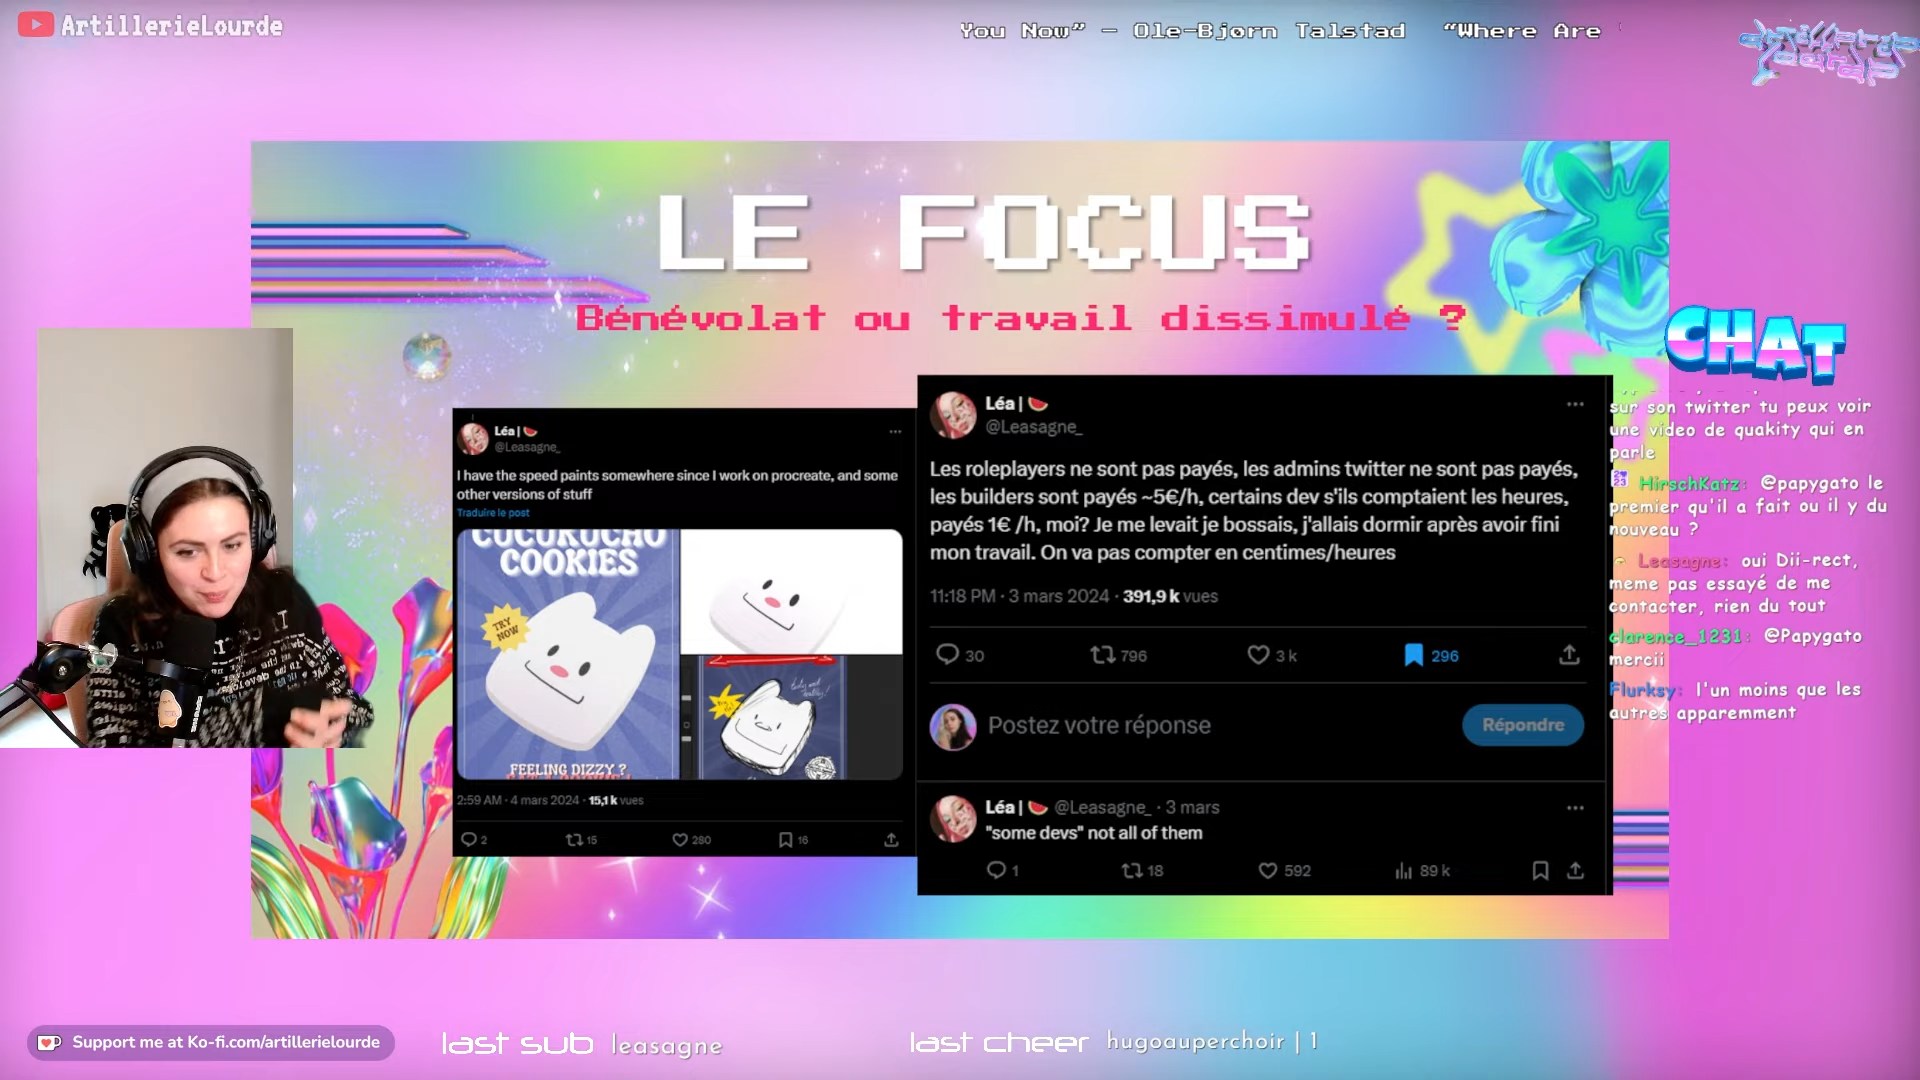 ArtillerieLourde
You Now” – Ole-Bjørn Talstad “Where Are
LE FOCUS
Bénévolat ou travail dissimulé ?
Léa |
@Leasagne_
I have the speed paints somewhere since I work on procreate, and some
other versions of stuff
Traduire le post
CUCURUCHO
COOKIES
TRY
NOW
FEELING DIZZY ?
2:59 AM · 4 mars 2024 · 15,1 k vues
2
15
280
16
Léa |
@Leasagne_
Les roleplayers ne sont pas payés, les admins twitter ne sont pas payés,
les builders sont payés ~5€/h, certains dev s'ils comptaient les heures,
payés 1€ /h, moi? Je me levait je bossais, j'allais dormir après avoir fini
mon travail. On va pas compter en centimes/heures
11:18 PM · 3 mars 2024 · 391,9 k vues
30
796
3 k
296
Postez votre réponse
Répondre
Léa | @Leasagne_ · 3 mars
"some devs" not all of them
1
18
592
89 k
CHAT
sur son twitter tu peux voir
une video de quakity qui en
parle
HirschKatz: @papygato le
premier qu'il a fait ou il y du
nouveau ?
Leasagne: oui Dii-rect,
meme pas essayé de me
contacter, rien du tout
clarence_1231: @Papygato
mercii
Flurksy: l'un moins que les
autres apparemment
Support me at Ko-fi.com/artillerielourde
last sub leasagne
last cheer hugoauperchoir | 1